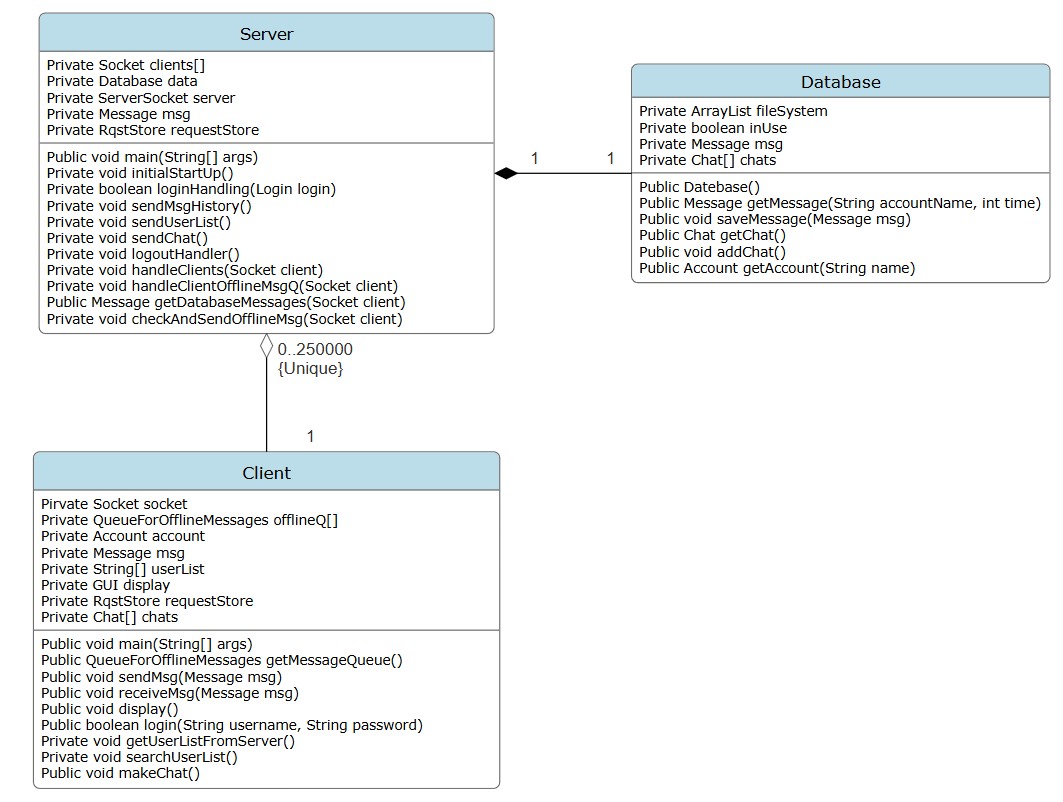 Server
Private Socket clients[]
Private Database data
Private ServerSocket server
Private Message msg
Private RqstStore requestStore
Public void main(String[] args)
Private void initialStartUp()
Private boolean loginHandling(Login login)
Private void sendMsgHistory()
Private void sendUserList()
Private void sendChat()
Private void logoutHandler()
Private void handleClients(Socket client)
Private void handleClientOfflineMsgQ(Socket client)
Public Message getDatabaseMessages(Socket client)
Private void checkAndSendOfflineMsg(Socket client)
1
1
Database
Private ArrayList fileSystem
Private boolean inUse
Private Message msg
Private Chat[] chats
Public Datebase()
Public Message getMessage(String accountName, int time)
Public void saveMessage(Message msg)
Public Chat getChat()
Public void addChat()
Public Account getAccount(String name)
0..250000
{Unique}
1
Client
Pirvate Socket socket
Private QueueForOfflineMessages offlineQ[]
Private Account account
Private Message msg
Private String[] userList
Private GUI display
Private RqstStore requestStore
Private Chat[] chats
Public void main(String[] args)
Public QueueForOfflineMessages getMessageQueue()
Public void sendMsg(Message msg)
Public void receiveMsg(Message msg)
Public void display()
Public boolean login(String username, String password)
Private void getUserListFromServer()
Private void searchUserList()
Public void makeChat()